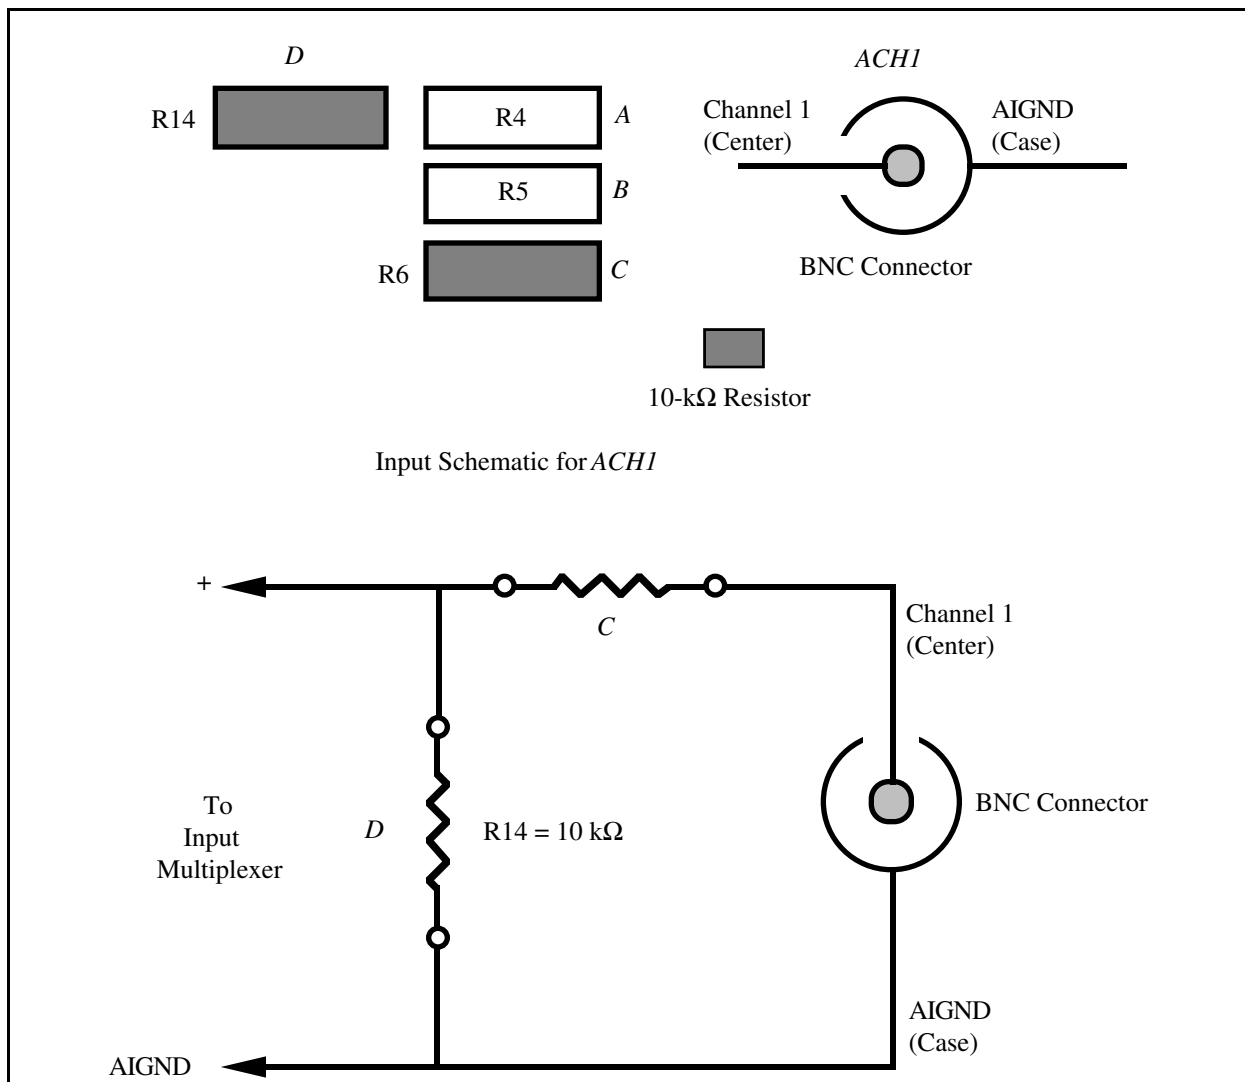 D
ACH1
R14
R4
A
Channel 1
(Center)
AIGND
(Case)
R5
B
R6
C
BNC Connector
10-kΩ Resistor
Input Schematic for ACH1
+
C
Channel 1
(Center)
To
Input
Multiplexer
D
R14 = 10 kΩ
BNC Connector
AIGND
(Case)
AIGND